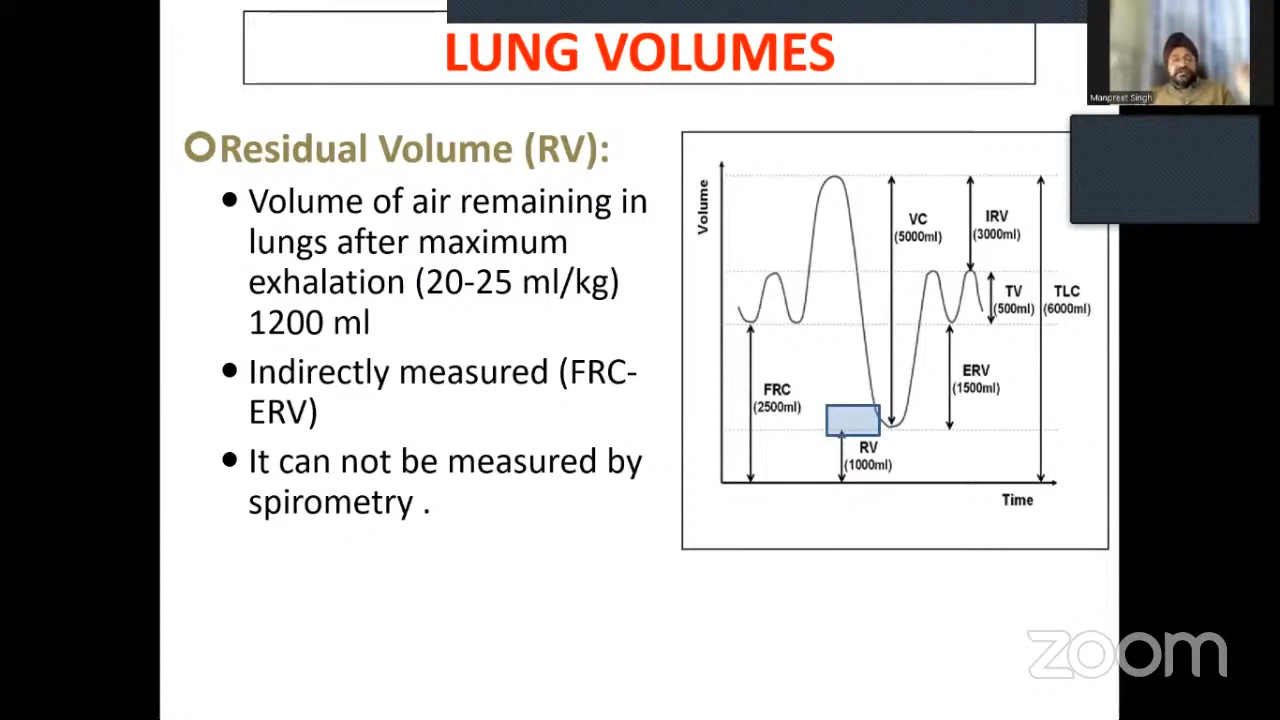 LUNG VOLUMES
Manpreet Singh
Residual Volume (RV):
• Volume of air remaining in
lungs after maximum
exhalation (20-25 ml/kg)
1200 ml
• Indirectly measured (FRC-
ERV)
• It can not be measured by
spirometry .
Volume
VC
(5000ml)
IRV
(3000ml)
TV
(500ml)
TLC
(6000ml)
FRC
(2500ml)
ERV
(1500ml)
RV
(1000ml)
Time
zoom